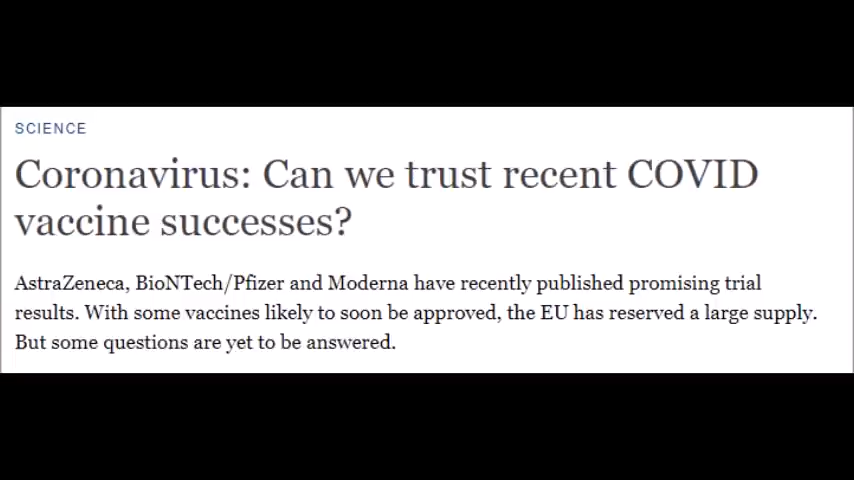 SCIENCE
Coronavirus: Can we trust recent COVID
vaccine successes?
AstraZeneca, BioNTech/Pfizer and Moderna have recently published promising trial
results. With some vaccines likely to soon be approved, the EU has reserved a large supply.
But some questions are yet to be answered.